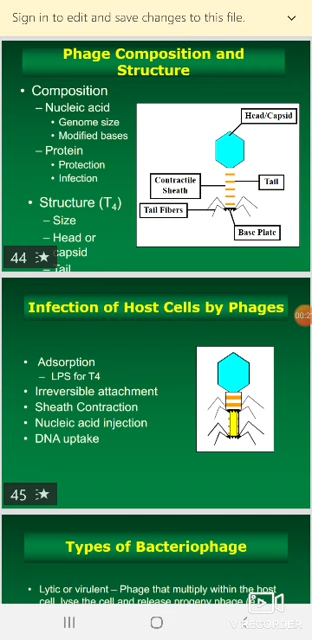 Sign in to edit and save changes to this file.
Phage Composition and
Structure
• Composition
– Nucleic acid
• Genome size
• Modified bases
– Protein
• Protection
• Infection
• Structure (T4)
– Size
– Head or
capsid
– Tail
Head/Capsid
Contractile
Sheath
Tail
Tail Fibers
Base Plate
44
Infection of Host Cells by Phages
• Adsorption
– LPS for T4
• Irreversible attachment
• Sheath Contraction
• Nucleic acid injection
• DNA uptake
45
Types of Bacteriophage
• Lytic or virulent – Phage that multiply within the host
cell, lyse the cell and release progeny phage
V RECORDER